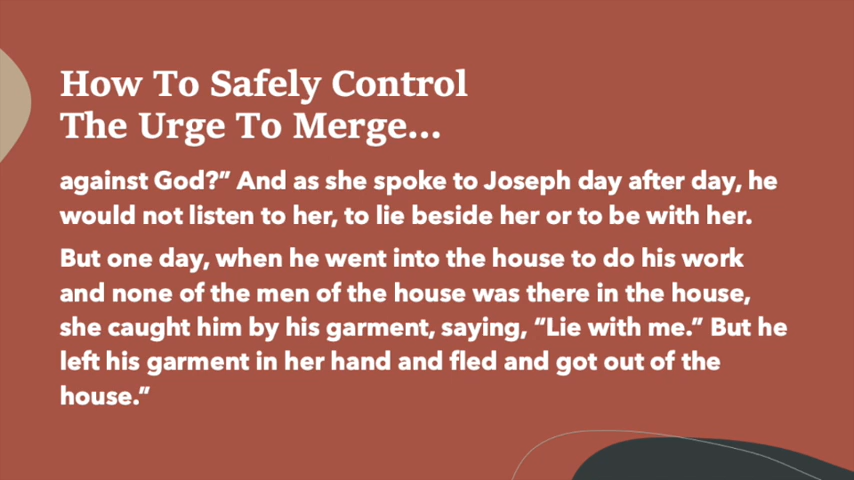 How To Safely Control
The Urge To Merge...
against God?” And as she spoke to Joseph day after day, he
would not listen to her, to lie beside her or to be with her.
But one day, when he went into the house to do his work
and none of the men of the house was there in the house,
she caught him by his garment, saying, “Lie with me.” But he
left his garment in her hand and fled and got out of the
house.”